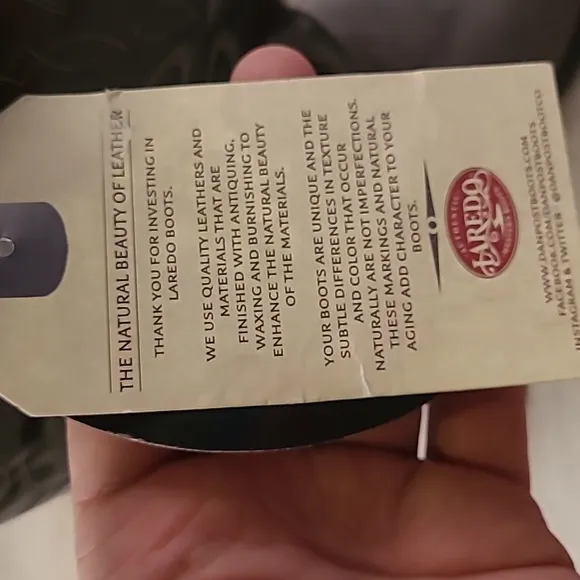 THE NATURAL BEAUTY OF LEATHER
THANK YOU FOR INVESTING IN
LAREDO BOOTS.
WE USE QUALITY LEATHERS AND
MATERIALS THAT ARE
FINISHED WITH ANTIQUING,
WAXING AND BURNISHING TO
ENHANCE THE NATURAL BEAUTY
OF THE MATERIALS.
YOUR BOOTS ARE UNIQUE AND THE
SUBTLE DIFFERENCES IN TEXTURE
AND COLOR THAT OCCUR
NATURALLY ARE NOT IMPERFECTIONS.
THESE MARKINGS AND NATURAL
AGING ADD CHARACTER TO YOUR
BOOTS.
AUTHENTIC
LAREDO
WWW.DANPOSTBOOTS.COM
FACEBOOK.COM/DANPOSTBOOTS
INSTAGRAM & TWITTER: @DANPOSTBOOTCO